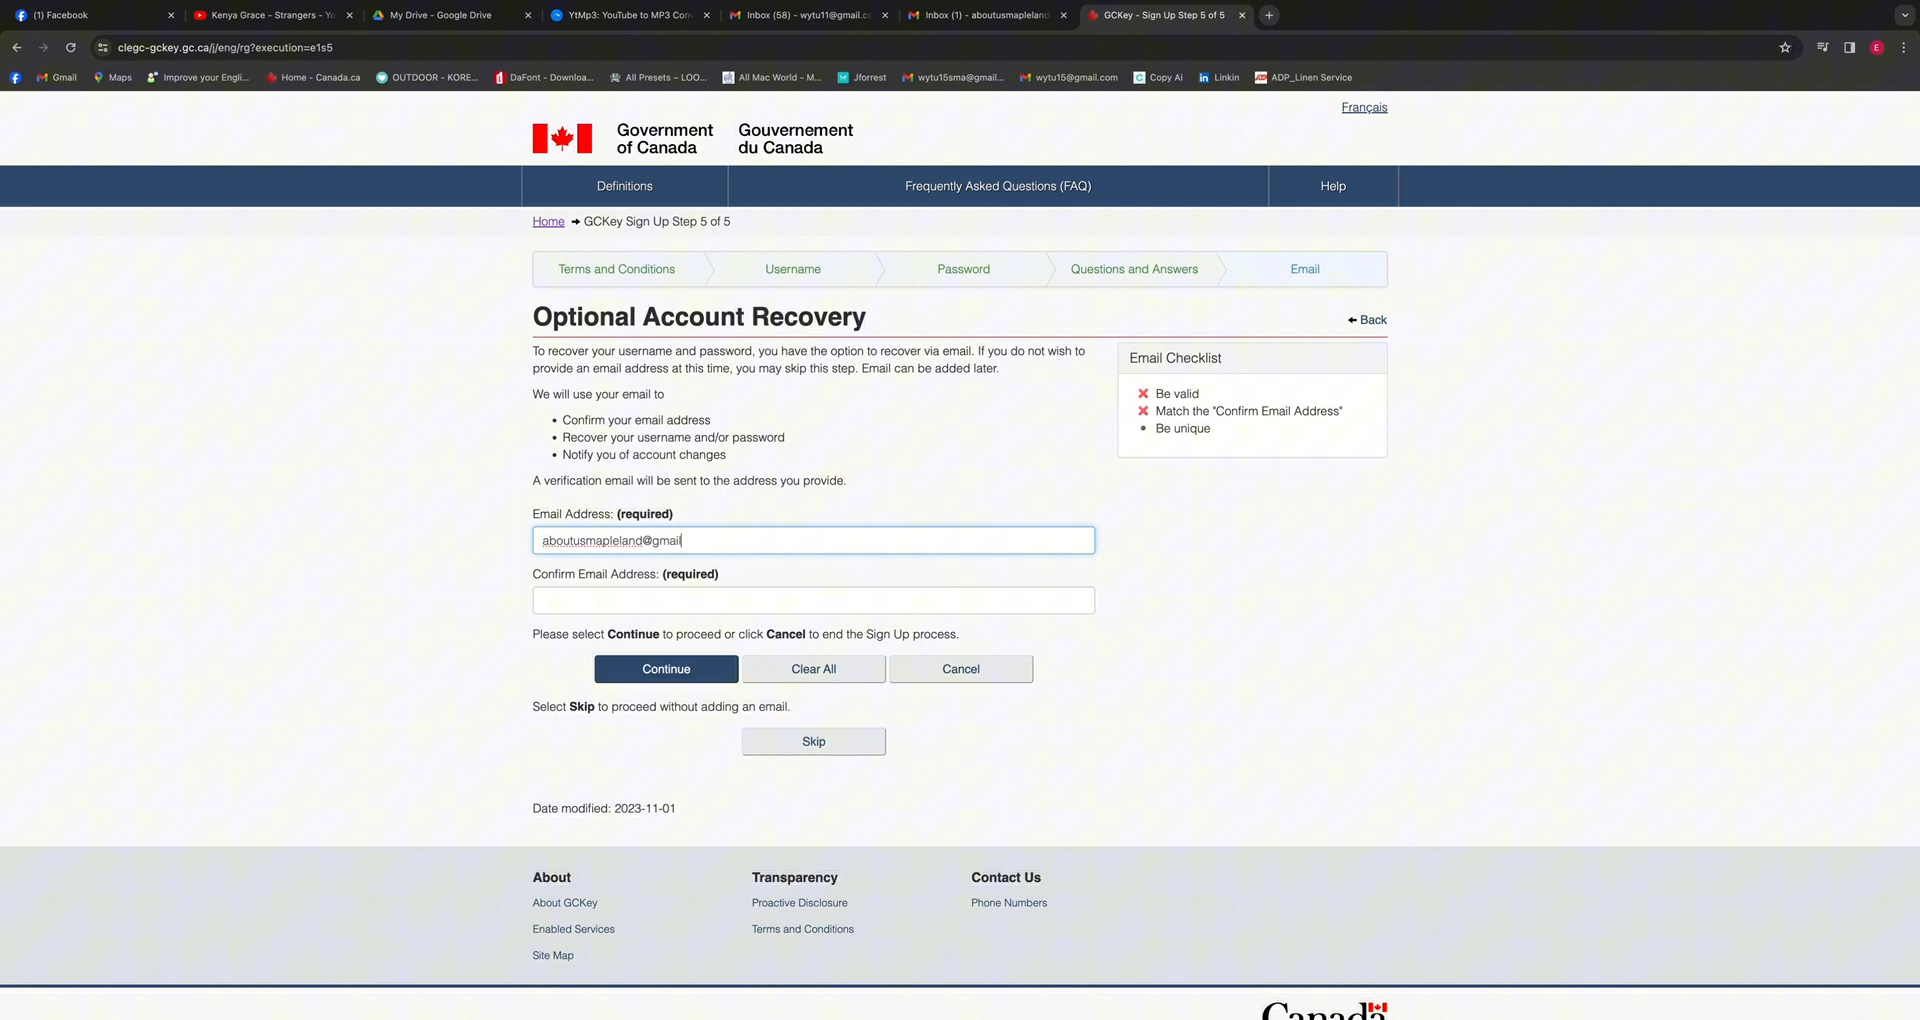 (1) Facebook
Kenya Grace - Strangers - Yo
My Drive - Google Drive
YtMp3: YouTube to MP3 Con
Inbox (58) - wytu11@gmail.co
Inbox (1) - aboutusmapleland
GCKey - Sign Up Step 5 of 5
clegc-gckey.gc.ca/j/eng/rg?execution=e1s5
E
Gmail
Maps
Improve your Engli...
Home - Canada.ca
OUTDOOR - KORE...
DaFont - Downloa...
All Presets – LOO...
All Mac World - M...
Jforrest
wytu15sma@gmail...
wytu15@gmail.com
Copy Ai
Linkin
ADP_Linen Service
Français
Government of Canada
Gouvernement du Canada
Definitions
Frequently Asked Questions (FAQ)
Help
Home → GCKey Sign Up Step 5 of 5
Terms and Conditions
Username
Password
Questions and Answers
Email
Optional Account Recovery
← Back
To recover your username and password, you have the option to recover via email. If you do not wish to
provide an email address at this time, you may skip this step. Email can be added later.
We will use your email to
• Confirm your email address
• Recover your username and/or password
• Notify you of account changes
A verification email will be sent to the address you provide.
Email Checklist
Be valid
Match the "Confirm Email Address"
• Be unique
Email Address: (required)
aboutusmapleland@gmail
Confirm Email Address: (required)
Please select Continue to proceed or click Cancel to end the Sign Up process.
Continue
Clear All
Cancel
Select Skip to proceed without adding an email.
Skip
Date modified: 2023-11-01
About
About GCKey
Enabled Services
Site Map
Transparency
Proactive Disclosure
Terms and Conditions
Contact Us
Phone Numbers
Canada